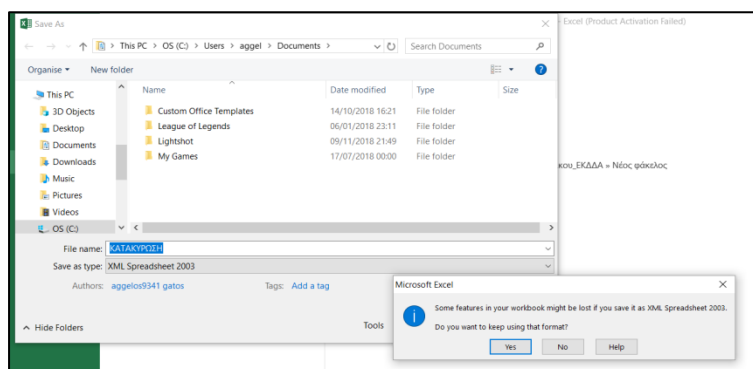 Save As
Excel (Product Activation Failed)
This PC > OS (C:) > Users > aggel > Documents >
Search Documents
Organise
New folder
Name Date modified Type Size
This PC
3D Objects
Desktop
Documents
Downloads
Music
Pictures
Videos
OS (C:)
Custom Office Templates 14/10/2018 16:21 File folder
League of Legends 06/01/2018 23:11 File folder
Lightshot 09/11/2018 21:49 File folder
My Games 17/07/2018 00:00 File folder
κου_ΕΚΔΔΑ » Νέος φάκελος
File name: ΚΑΤΑΚΥΡΩΣΗ
Save as type: XML Spreadsheet 2003
Authors: aggelos9341 gatos Tags: Add a tag
Hide Folders
Tools
Microsoft Excel
Some features in your workbook might be lost if you save it as XML Spreadsheet 2003.
Do you want to keep using that format?
Yes No Help